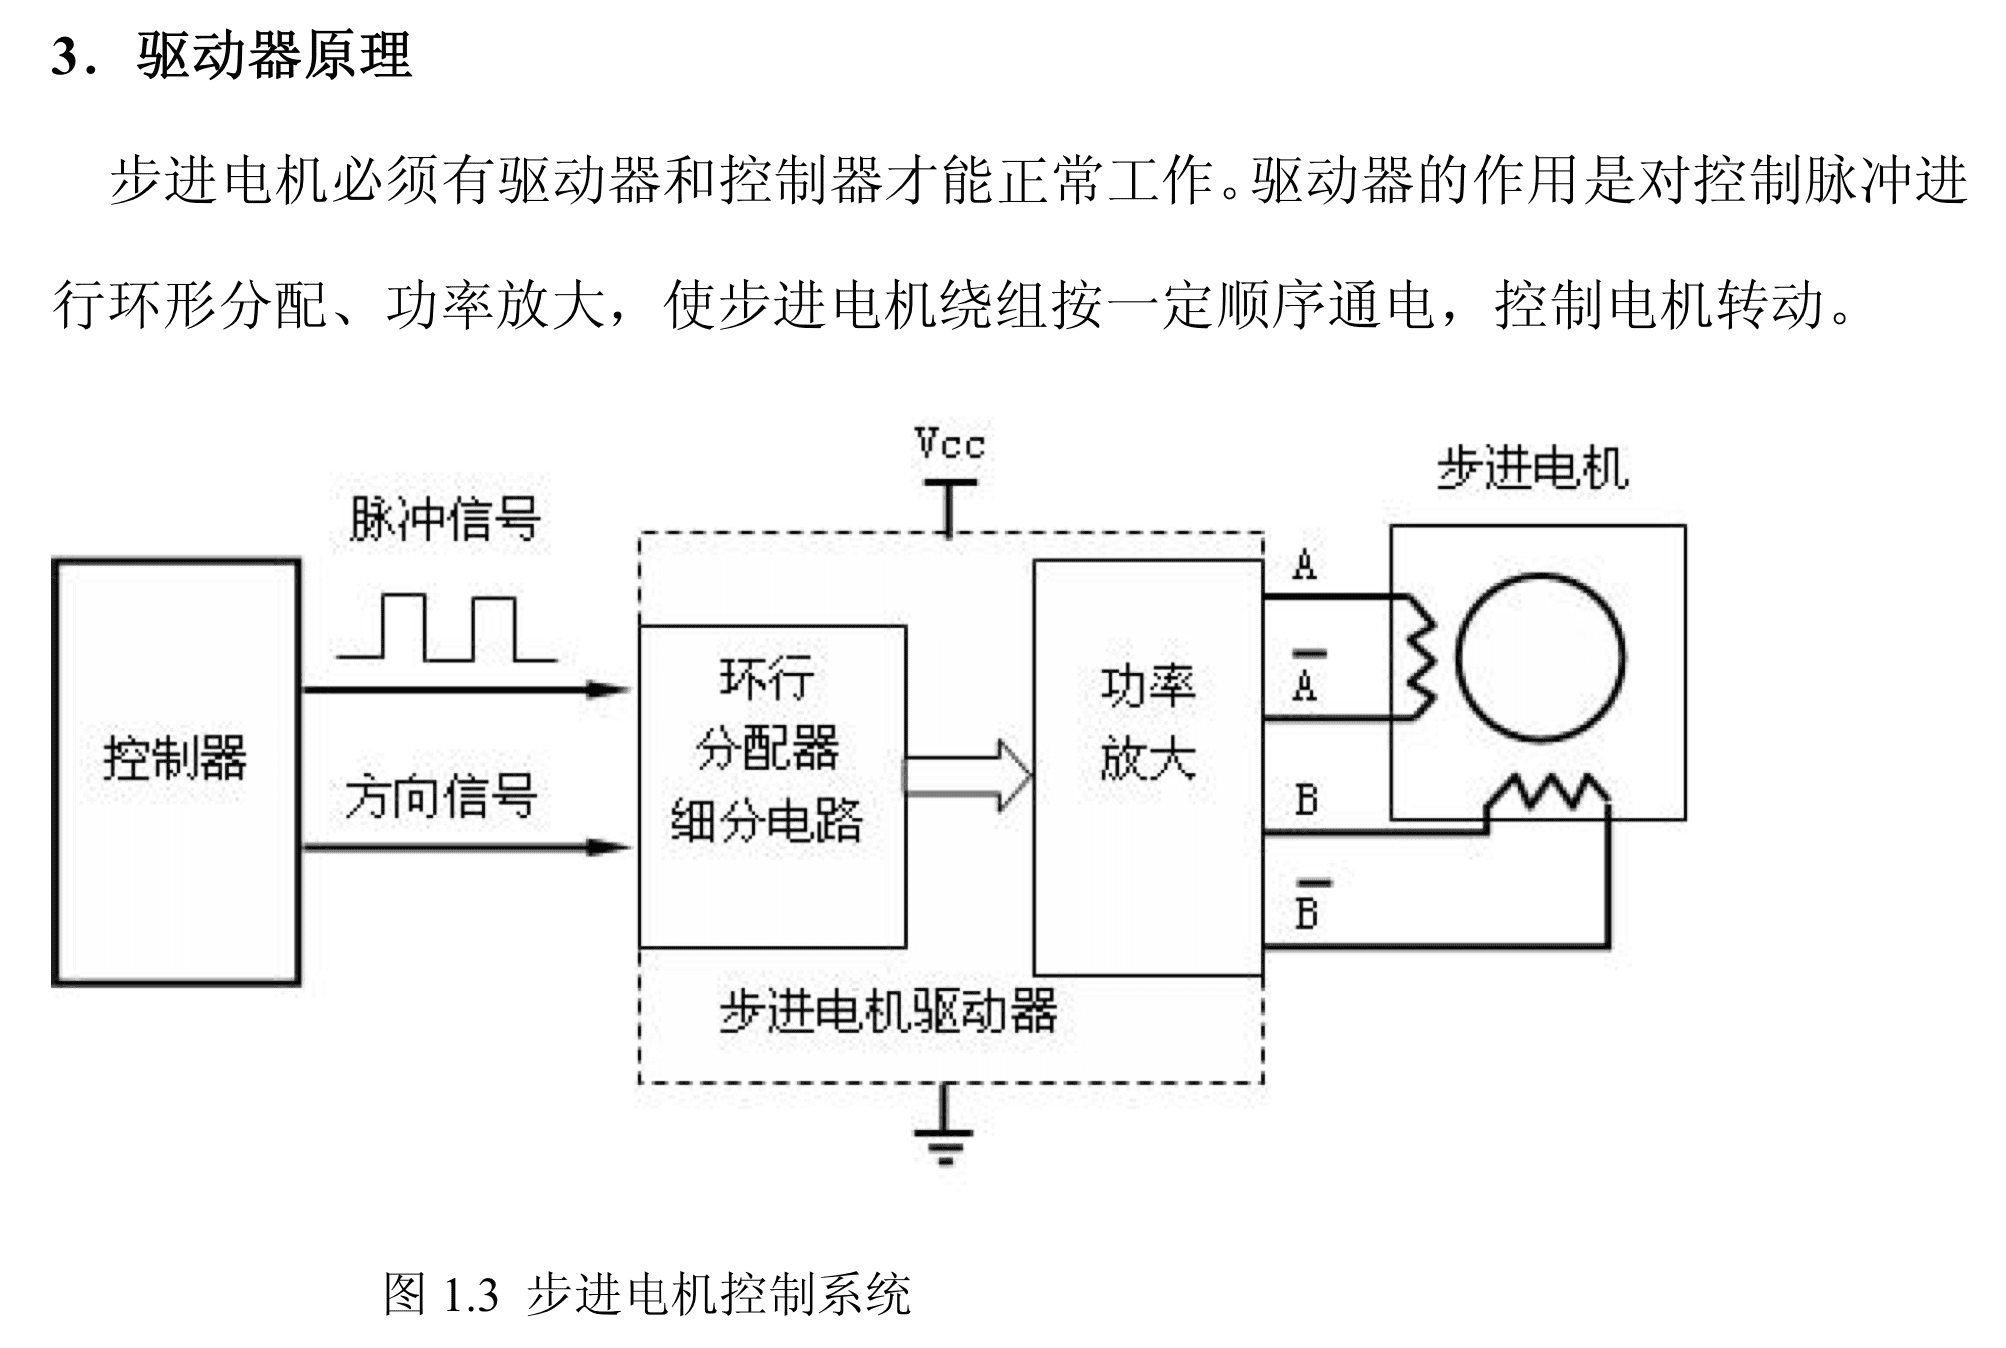 3．驱动器原理
步进电机必须有驱动器和控制器才能正常工作。驱动器的作用是对控制脉冲进
行环形分配、功率放大，使步进电机绕组按一定顺序通电，控制电机转动。
Vcc
步进电机
脉冲信号
控制器
方向信号
环行
分配器
细分电路
功率
放大
A
A̅
B
B̅
步进电机驱动器
图 1.3 步进电机控制系统